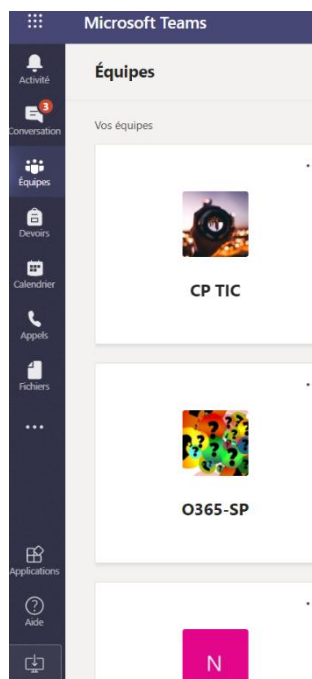 Microsoft Teams
Activité
Équipes
3
Conversation
Vos équipes
Équipes
Devoirs
CP TIC
Calendrier
Appels
Fichiers
O365-SP
Applications
Aide
N